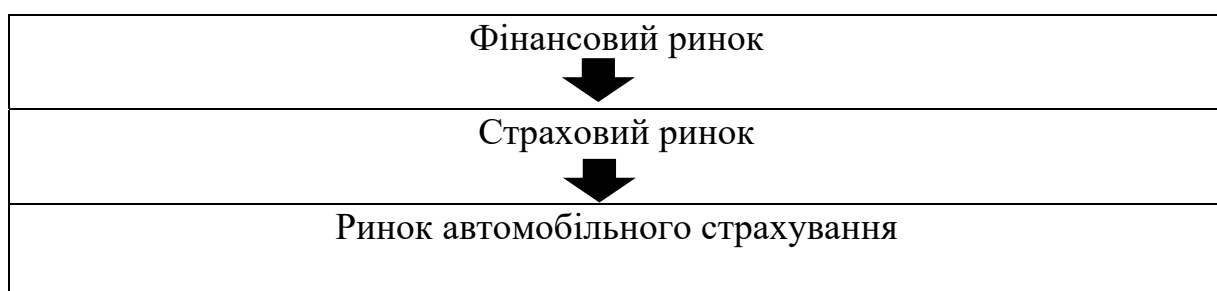 Фінансовий ринок
Страховий ринок
Ринок автомобільного страхування